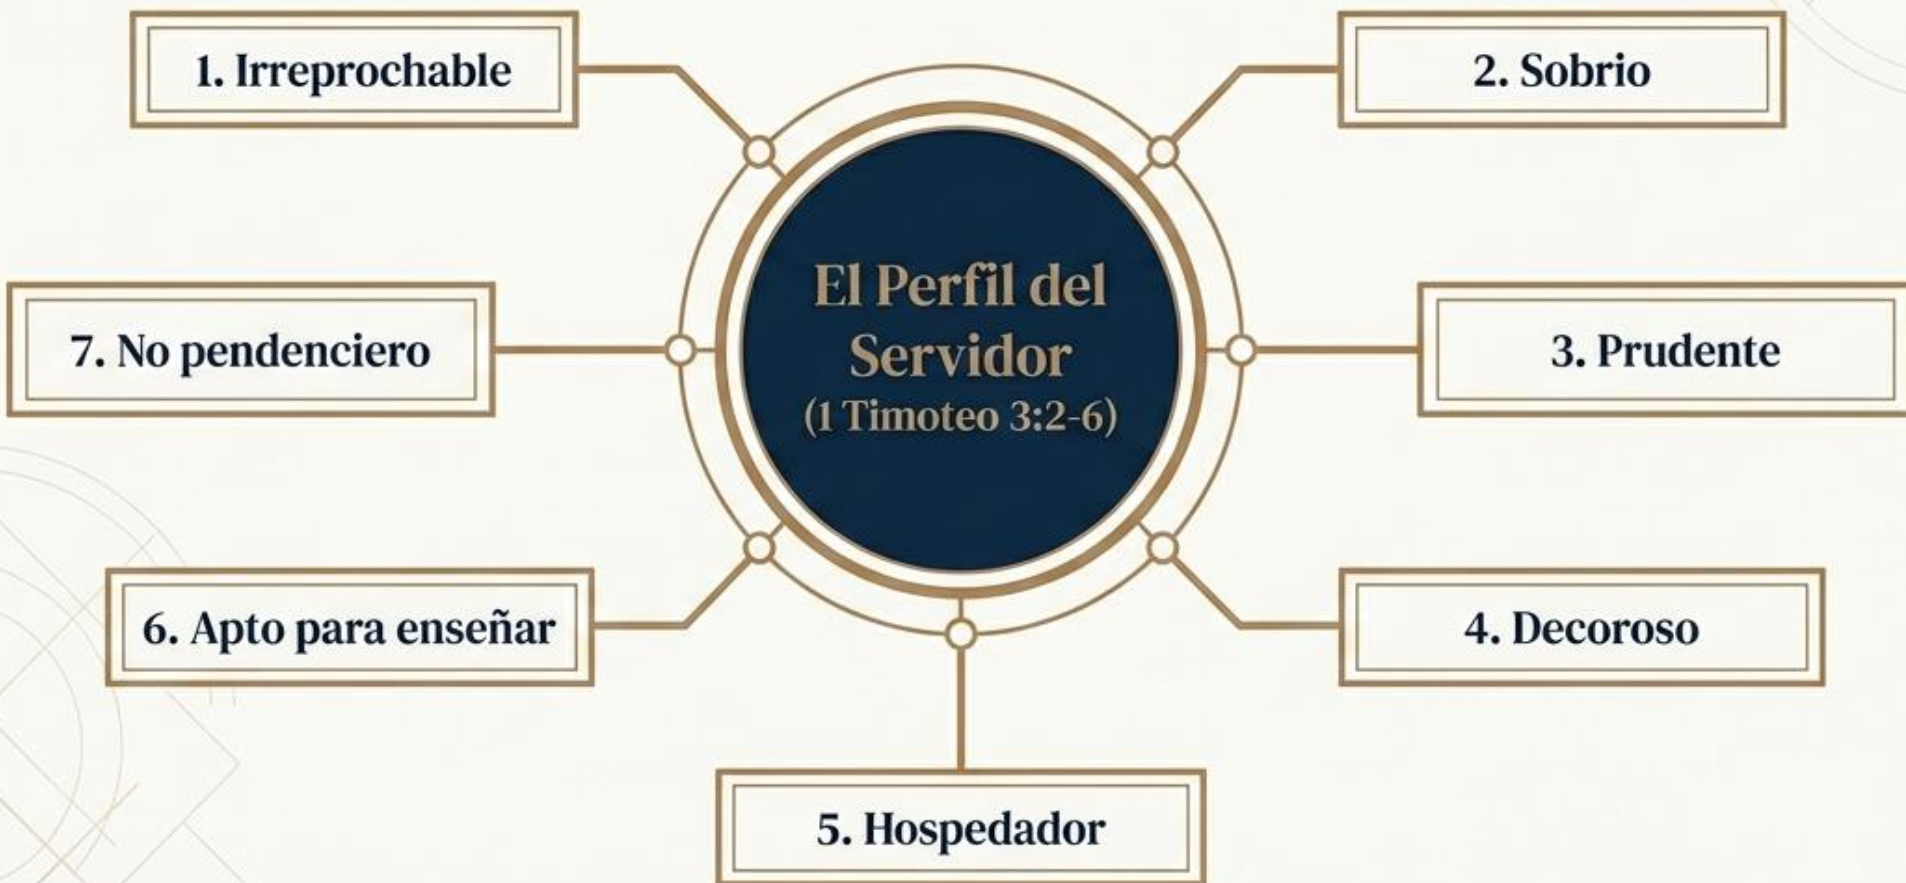 El Perfil del
Servidor
(1 Timoteo 3:2-6)
1. Irreprochable
2. Sobrio
3. Prudente
4. Decoroso
5. Hospedador
6. Apto para enseñar
7. No pendenciero